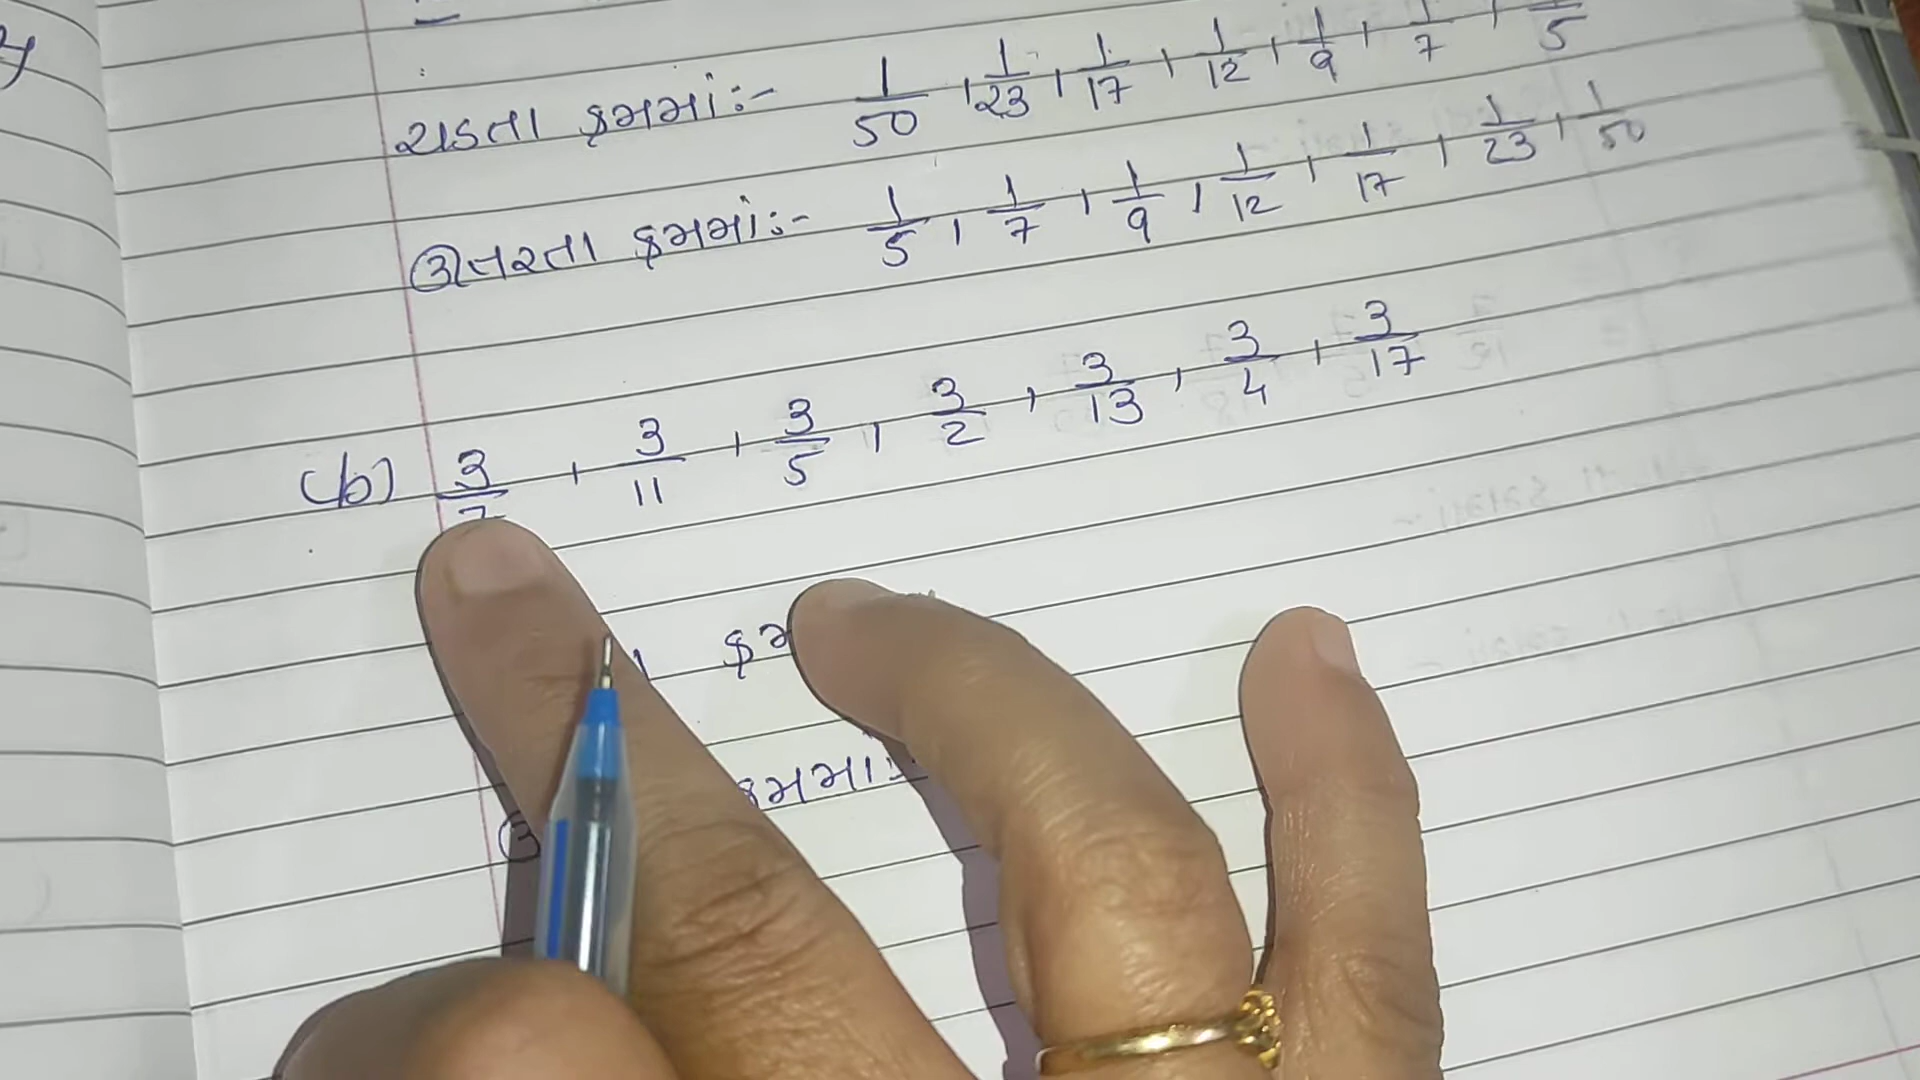 ચડતા ક્રમમાં:- 1/50 , 1/23 , 1/17 , 1/12 , 1/9 , 1/7 , 1/5
ઊતરતા ક્રમમાં:- 1/5 , 1/7 , 1/9 , 1/12 , 1/17 , 1/23 , 1/50
(b) 3/7 , 3/11 , 3/5 , 3/2 , 3/13 , 3/4 , 3/17
ક્રમમાં:-